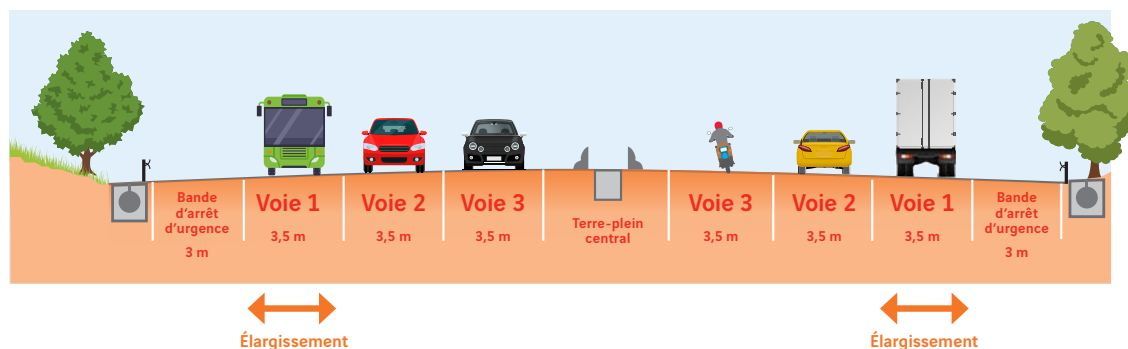 Bande
d'arrêt
d'urgence
3 m
Voie 1
3,5 m
Voie 2
3,5 m
Voie 3
3,5 m
Terre-plein
central
Voie 3
3,5 m
Voie 2
3,5 m
Voie 1
3,5 m
Bande
d'arrêt
d'urgence
3 m
Élargissement
Élargissement